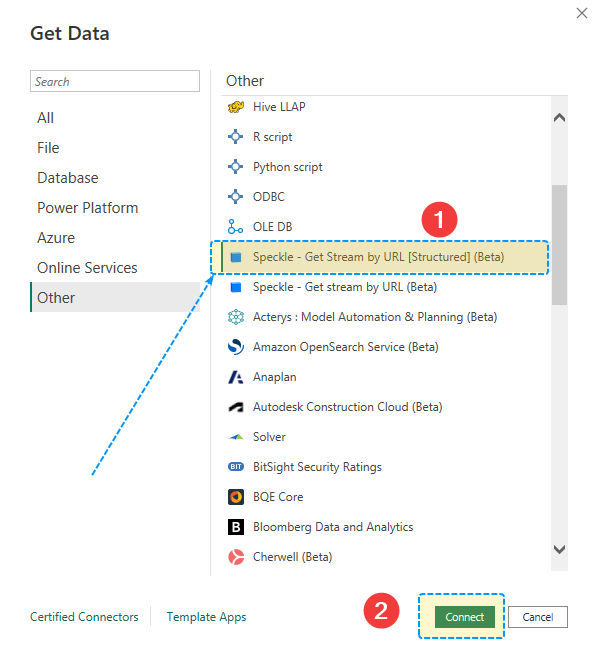 Get Data
Search
All
File
Database
Power Platform
Azure
Online Services
Other
Other
Hive LLAP
R script
Python script
ODBC
OLE DB
1
Speckle - Get Stream by URL [Structured] (Beta)
Speckle - Get stream by URL (Beta)
Acterys : Model Automation & Planning (Beta)
Amazon OpenSearch Service (Beta)
Anaplan
Autodesk Construction Cloud (Beta)
Solver
BIT BitSight Security Ratings
BQE Core
B Bloomberg Data and Analytics
Cherwell (Beta)
Certified Connectors
Template Apps
2
Connect
Cancel